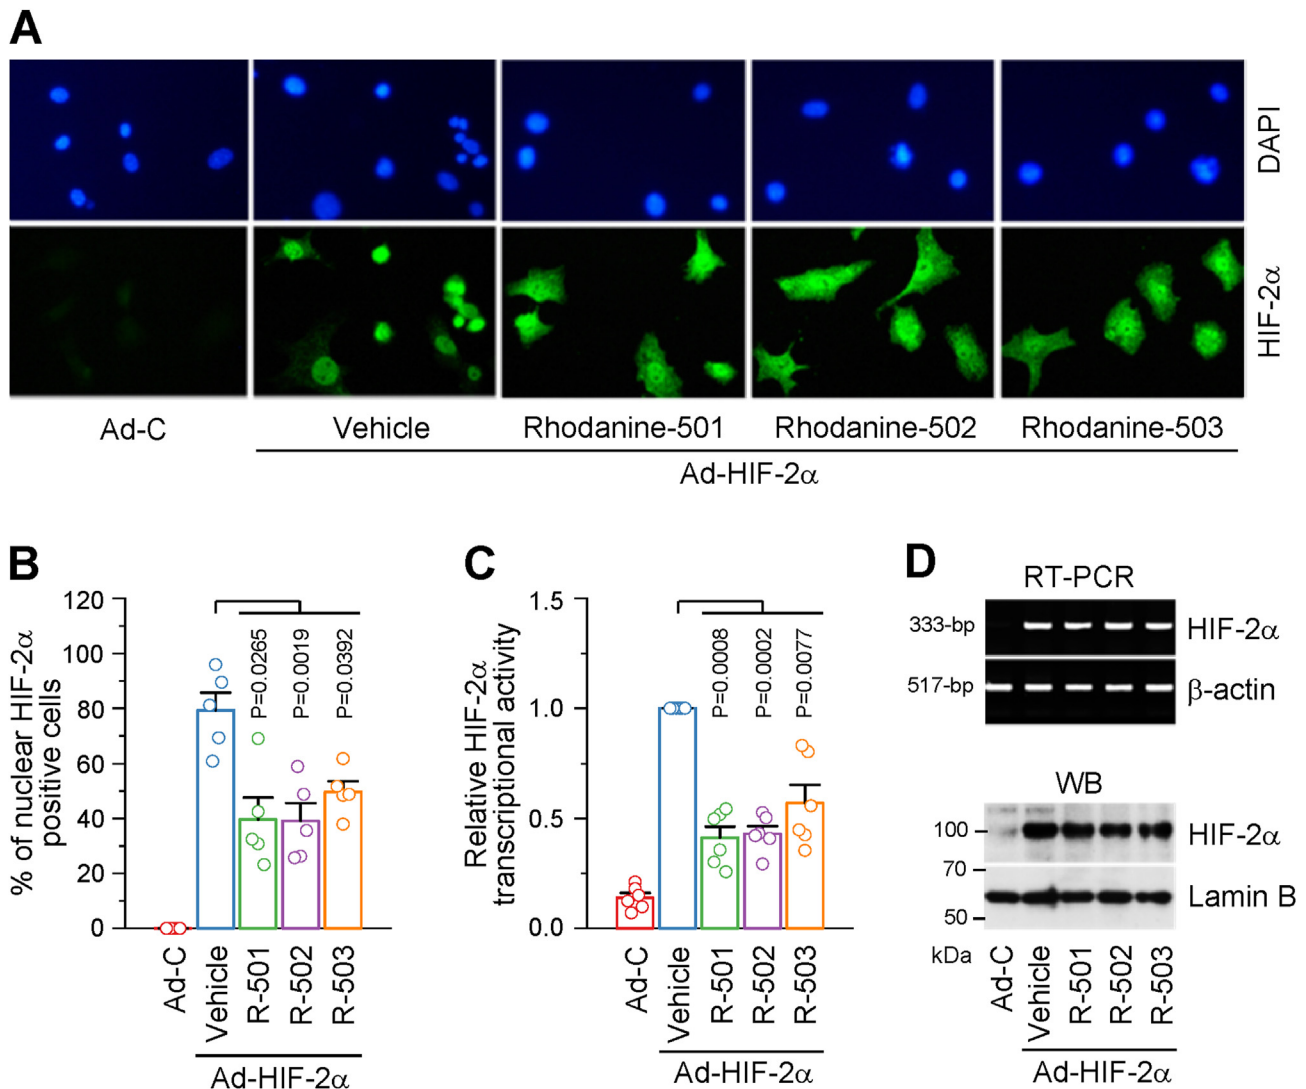 A
DAPI
HIF-2α
Ad-C
Vehicle
Rhodanine-501
Rhodanine-502
Rhodanine-503
Ad-HIF-2α
B
% of nuclear HIF-2α
positive cells
120
100
80
60
40
20
0
P=0.0265
P=0.0019
P=0.0392
Ad-C
Vehicle
R-501
R-502
R-503
Ad-HIF-2α
C
Relative HIF-2α
transcriptional activity
1.5
1.0
0.5
0.0
P=0.0008
P=0.0002
P=0.0077
Ad-C
Vehicle
R-501
R-502
R-503
Ad-HIF-2α
D
RT-PCR
333-bp
HIF-2α
517-bp
β-actin
WB
100
HIF-2α
70
Lamin B
50
kDa
Ad-C
Vehicle
R-501
R-502
R-503
Ad-HIF-2α